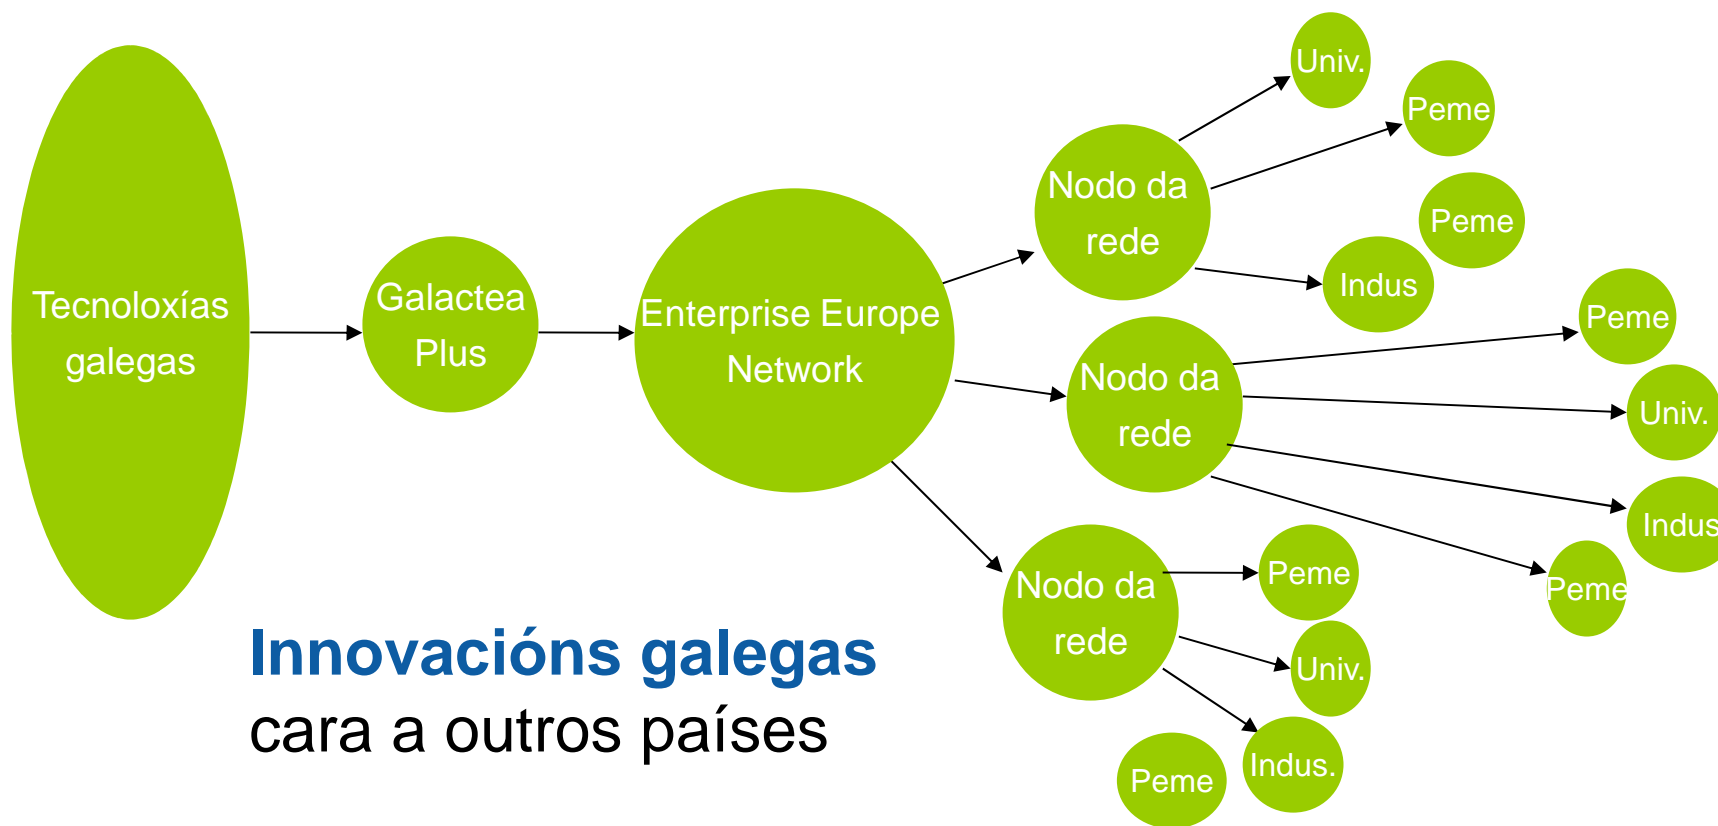 Tecnoloxías
galegas
Galactea
Plus
Enterprise Europe
Network
Nodo da
rede
Univ.
Peme
Peme
Indus
Nodo da
rede
Peme
Univ.
Indus
Peme
Nodo da
rede
Peme
Univ.
Indus.
Peme
Innovacións galegas
cara a outros países